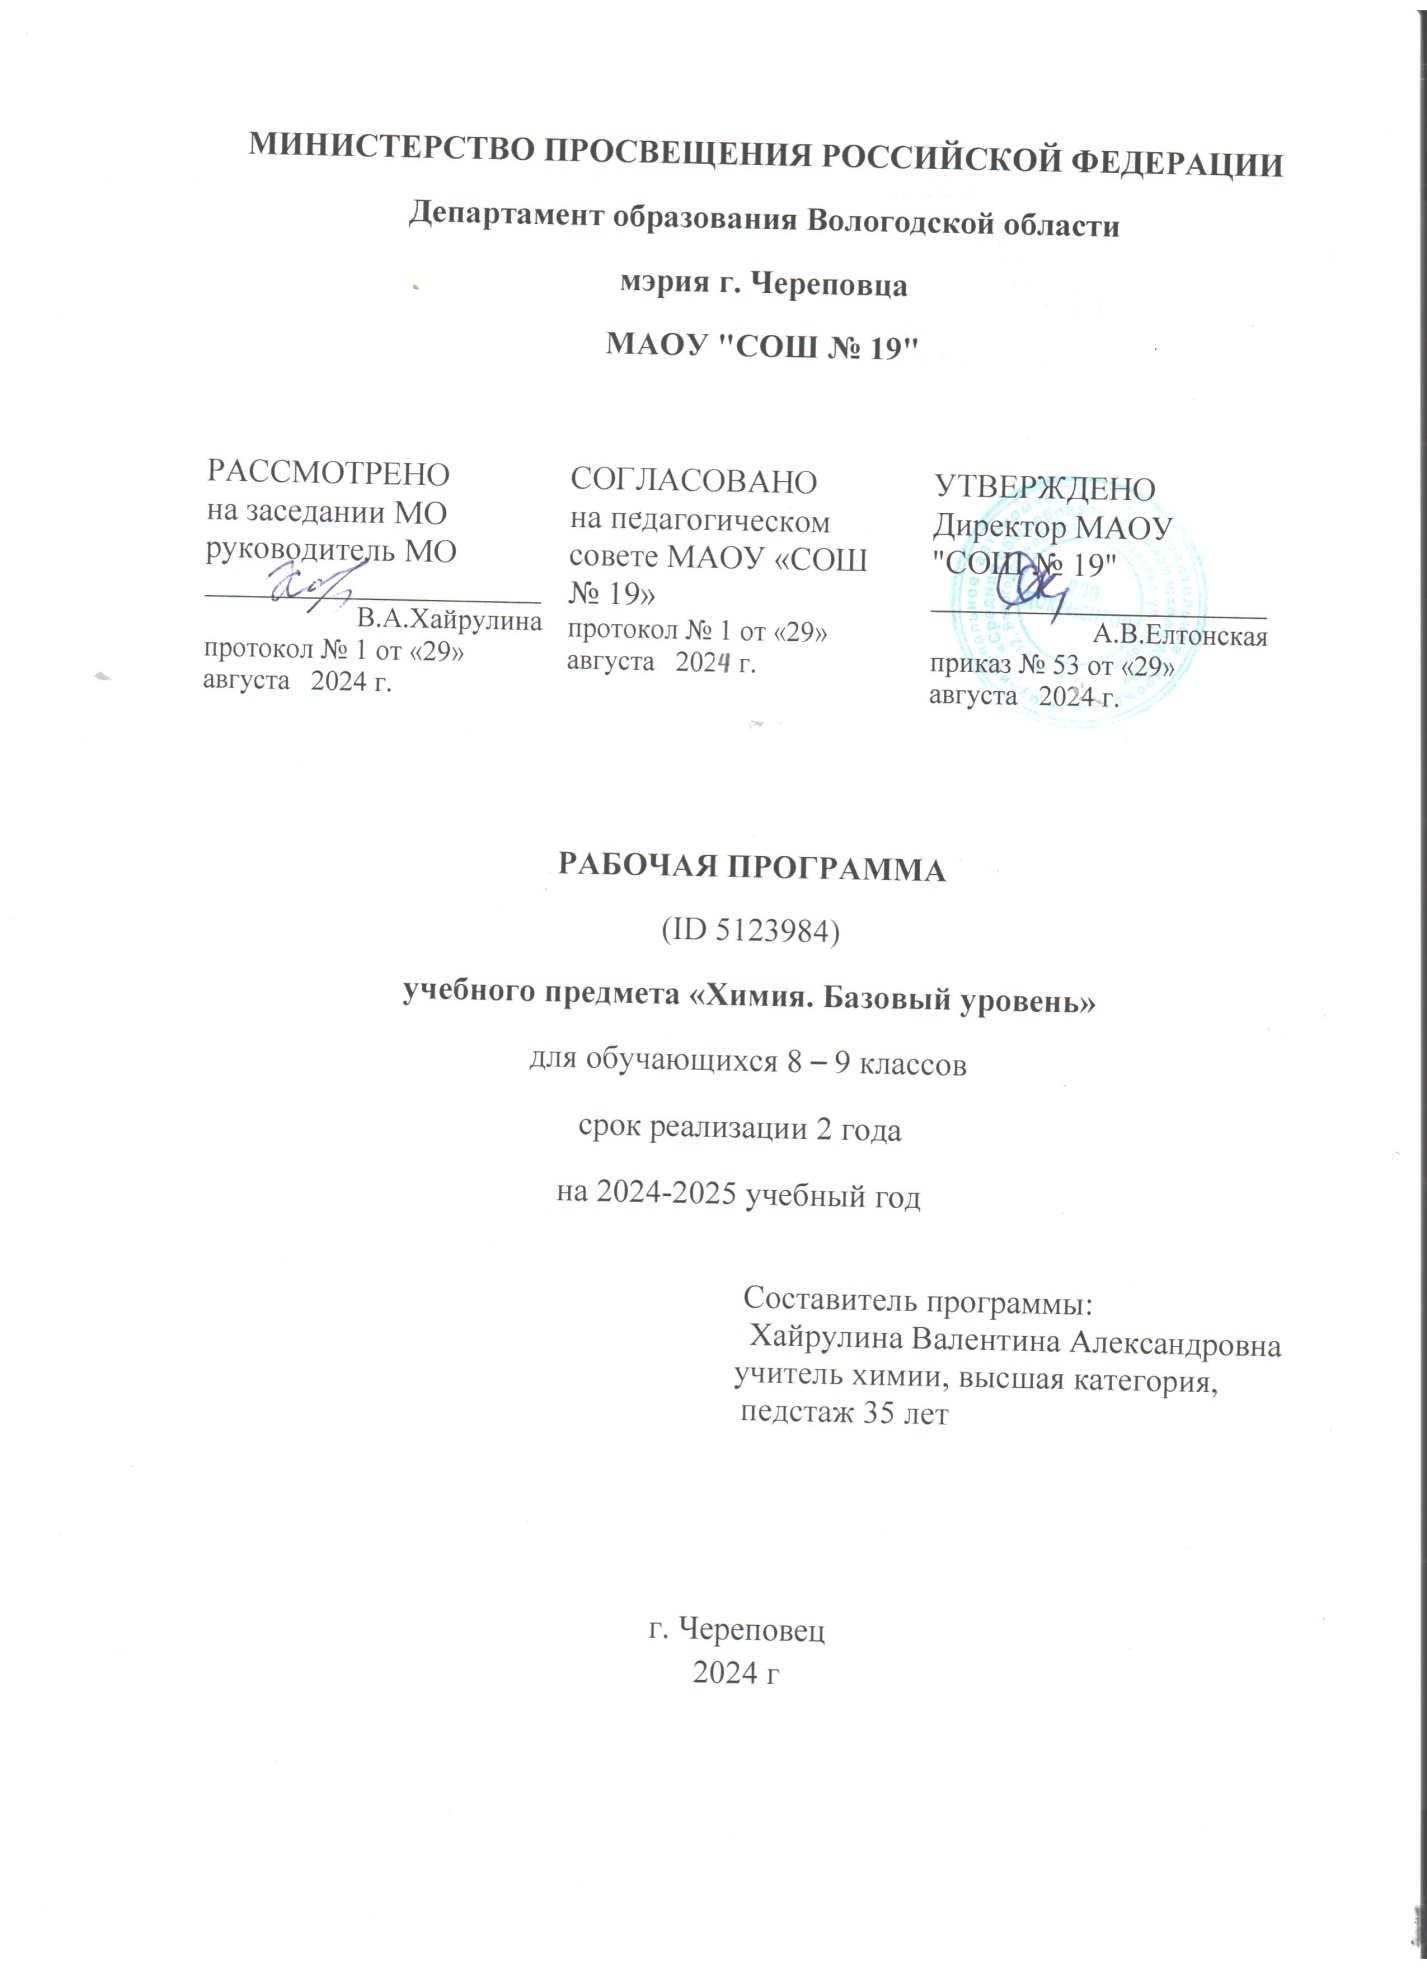 МИНИСТЕРСТВО ПРОСВЕЩЕНИЯ РОССИЙСКОЙ ФЕДЕРАЦИИ
Департамент образования Вологодской области
мэрия г. Череповца
МАОУ "СОШ № 19"
РАССМОТРЕНО
на заседании МО
руководитель МО
В.А.Хайрулина
протокол № 1 от «29»
августа 2024 г.
СОГЛАСОВАНО
на педагогическом
совете МАОУ «СОШ
№ 19»
протокол № 1 от «29»
августа 2024 г.
УТВЕРЖДЕНО
Директор МАОУ
"СОШ № 19"
А.В.Елтонская
приказ № 53 от «29»
августа 2024 г.
РАБОЧАЯ ПРОГРАММА
(ID 5123984)
учебного предмета «Химия. Базовый уровень»
для обучающихся 8 – 9 классов
срок реализации 2 года
на 2024-2025 учебный год
Составитель программы:
Хайрулина Валентина Александровна
учитель химии, высшая категория,
педстаж 35 лет
г. Череповец
2024 г